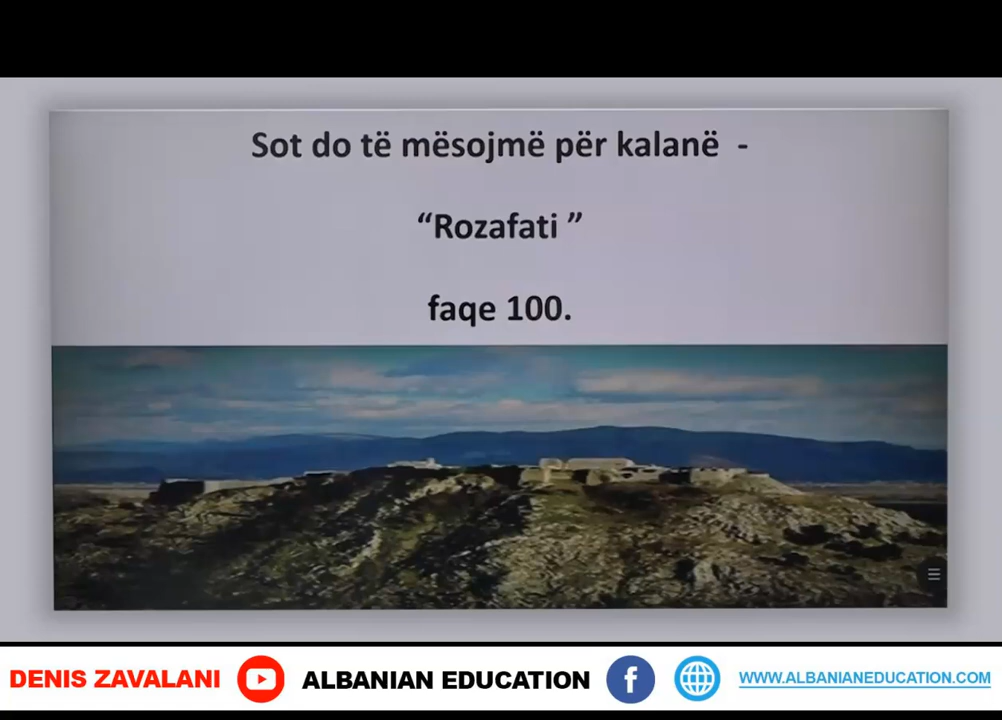 Sot do të mësojmë për kalanë -
“Rozafati ”
faqe 100.
DENIS ZAVALANI
ALBANIAN EDUCATION
f
WWW.ALBANIANEDUCATION.COM